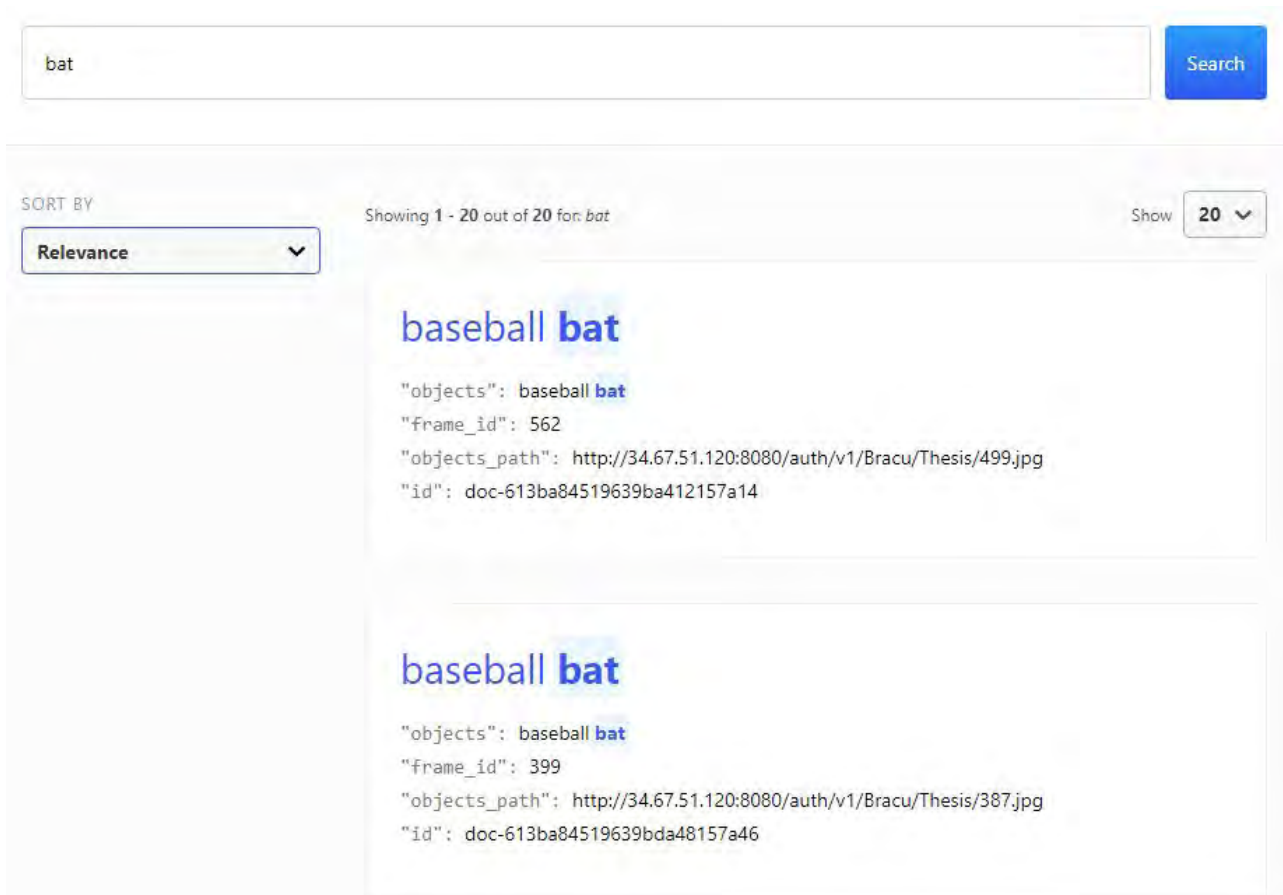 bat
Search
SORT BY
Relevance
Showing 1 - 20 out of 20 for: bat
Show 20
baseball bat
"objects": baseball bat
"frame_id": 562
"objects_path": http://34.67.51.120:8080/auth/v1/Bracu/Thesis/499.jpg
"id": doc-613ba84519639ba412157a14
baseball bat
"objects": baseball bat
"frame_id": 399
"objects_path": http://34.67.51.120:8080/auth/v1/Bracu/Thesis/387.jpg
"id": doc-613ba84519639bda48157a46